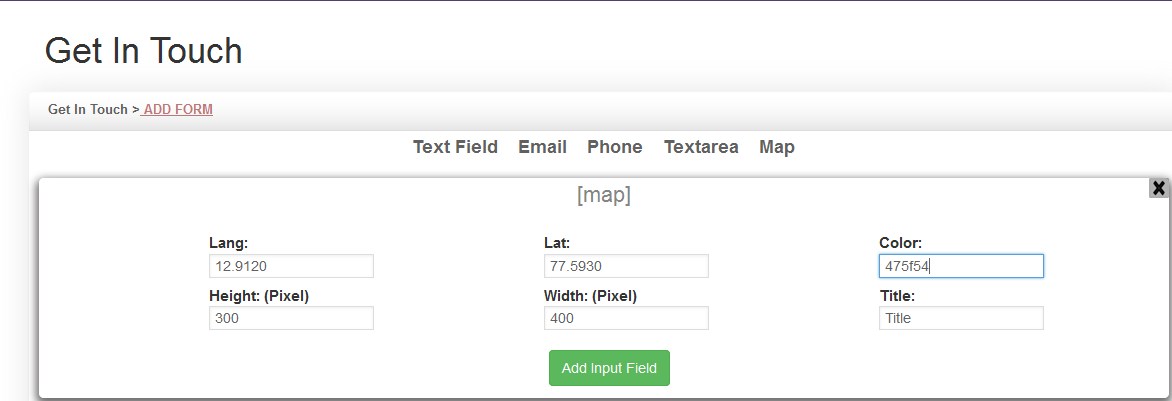 Get In Touch
Get In Touch > ADD FORM
Text Field Email Phone Textarea Map
[map]
Lang: Lat: Color:
12.9120 77.5930 475f54
Height: (Pixel) Width: (Pixel) Title:
300 400 Title
Add Input Field